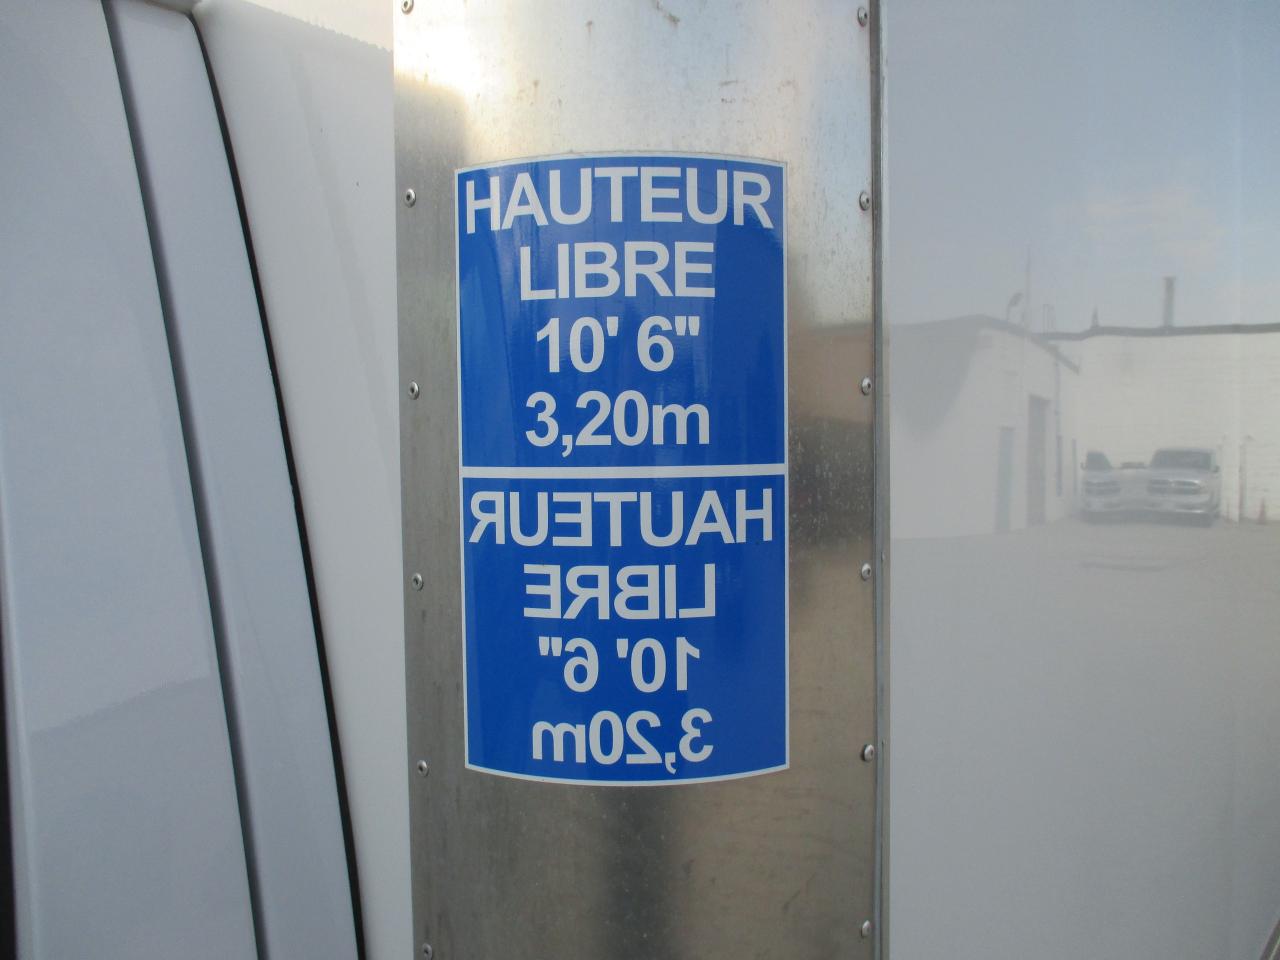 HAUTEUR
LIBRE
10' 6"
3,20m
HAUTEUR
LIBRE
10' 6"
3,20m